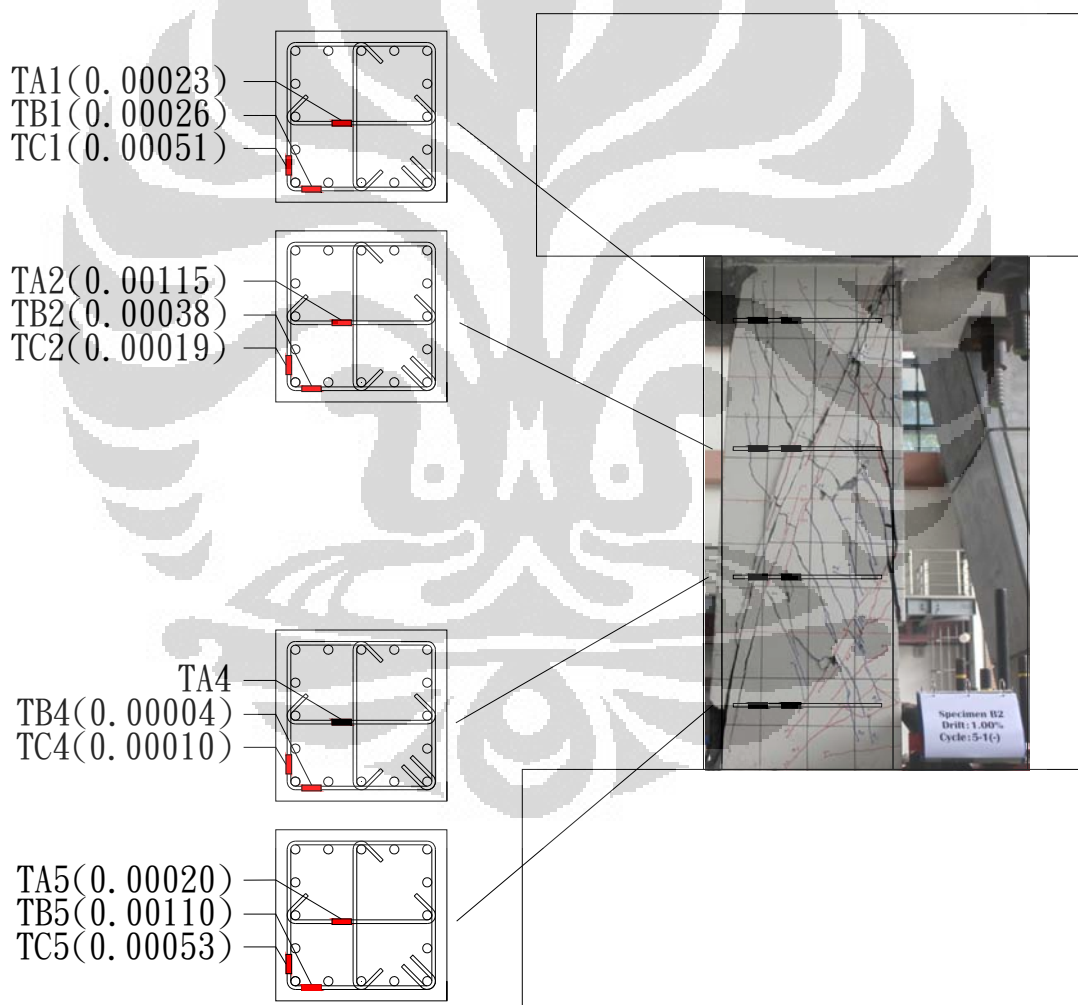 TA1(0.00023)
TB1(0.00026)
TC1(0.00051)
TA2(0.00115)
TB2(0.00038)
TC2(0.00019)
TA4
TB4(0.00004)
TC4(0.00010)
TA5(0.00020)
TB5(0.00110)
TC5(0.00053)
Specimen B2
Drift: 1.00%
Cycle: 5-1(-)